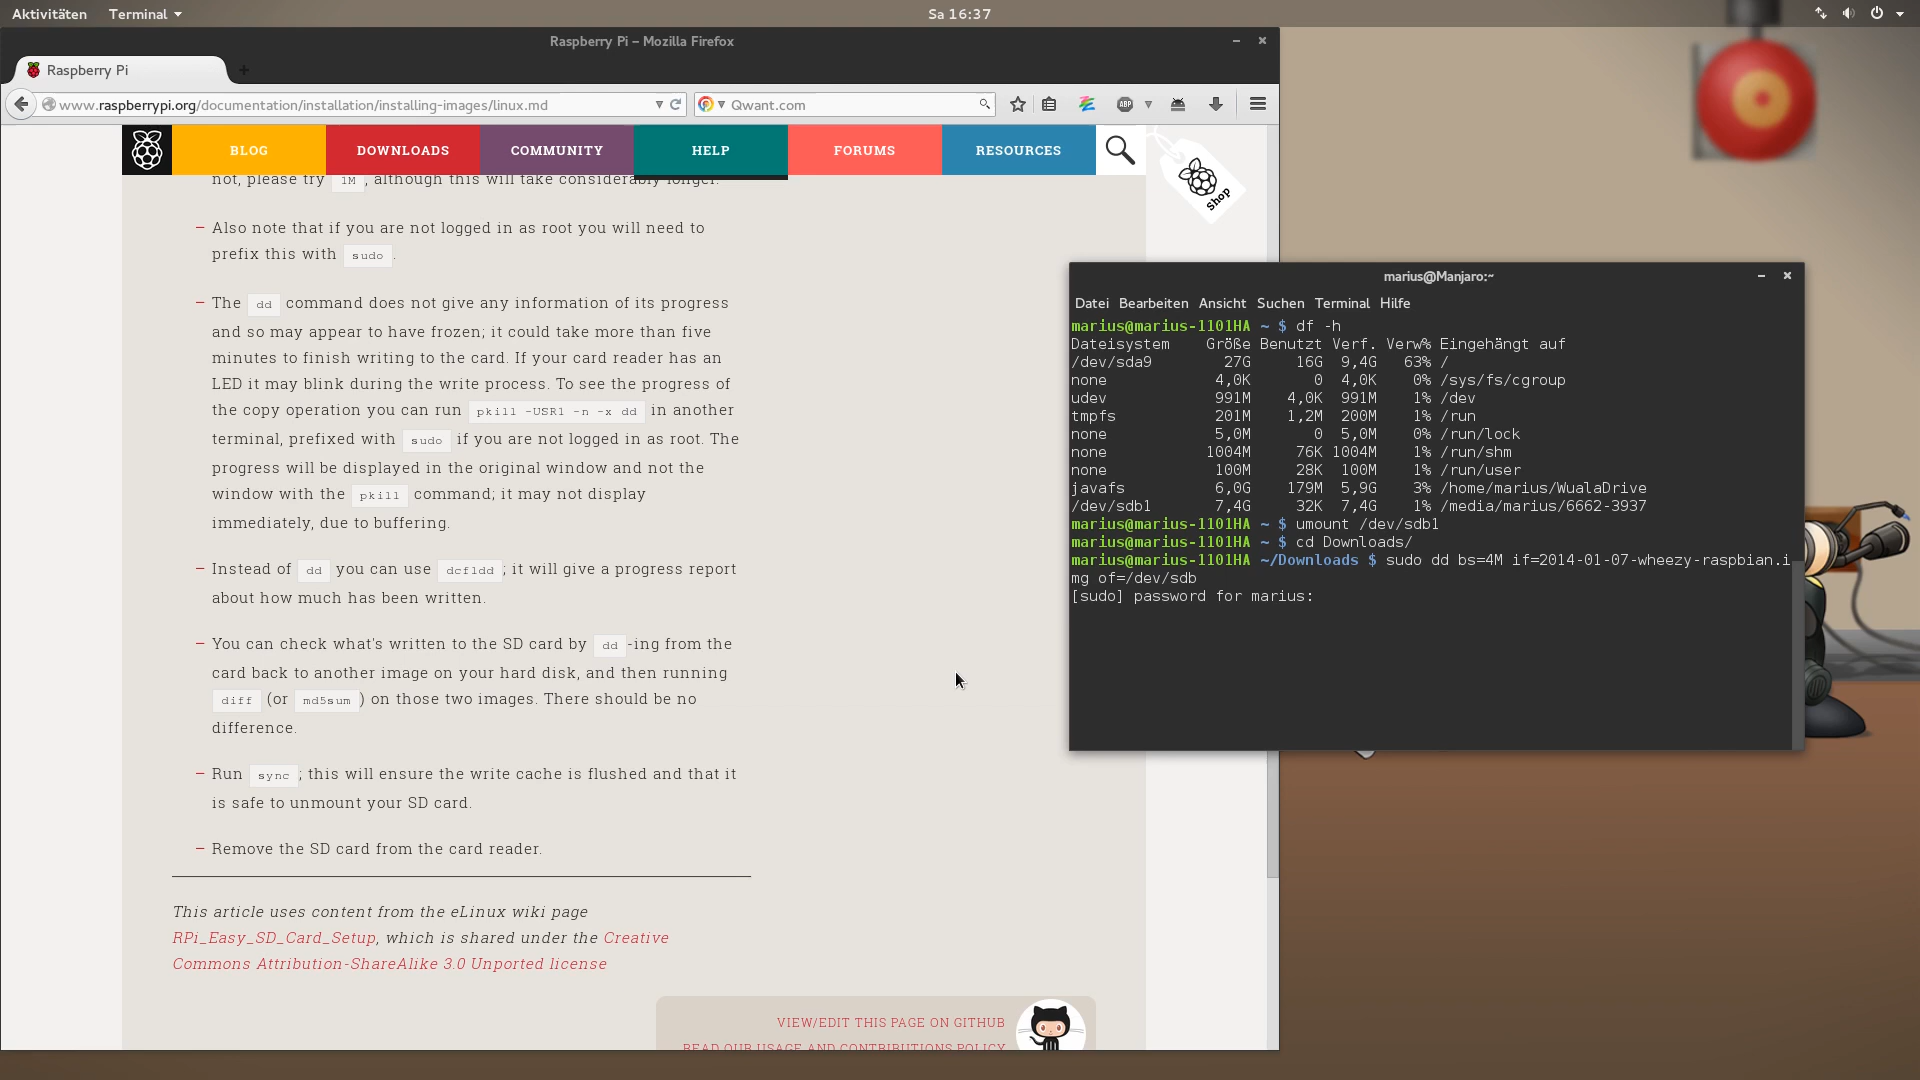 Aktivitäten Terminal Sa 16:37
Raspberry Pi – Mozilla Firefox
Raspberry Pi
www.raspberrypi.org/documentation/installation/installing-images/linux.md
Qwant.com
ABP
BLOG DOWNLOADS COMMUNITY HELP FORUMS RESOURCES
Shop
not, please try 1M, although this will take considerably longer.
– Also note that if you are not logged in as root you will need to
prefix this with sudo.
– The dd command does not give any information of its progress
and so may appear to have frozen; it could take more than five
minutes to finish writing to the card. If your card reader has an
LED it may blink during the write process. To see the progress of
the copy operation you can run pkill -USR1 -n -x dd in another
terminal, prefixed with sudo if you are not logged in as root. The
progress will be displayed in the original window and not the
window with the pkill command; it may not display
immediately, due to buffering.
– Instead of dd you can use dcfldd; it will give a progress report
about how much has been written.
– You can check what's written to the SD card by dd-ing from the
card back to another image on your hard disk, and then running
diff (or md5sum) on those two images. There should be no
difference.
– Run sync; this will ensure the write cache is flushed and that it
is safe to unmount your SD card.
– Remove the SD card from the card reader.
This article uses content from the eLinux wiki page
RPi_Easy_SD_Card_Setup, which is shared under the Creative
Commons Attribution-ShareAlike 3.0 Unported license
VIEW/EDIT THIS PAGE ON GITHUB
READ OUR USAGE AND CONTRIBUTIONS POLICY
marius@Manjaro:~
Datei Bearbeiten Ansicht Suchen Terminal Hilfe
marius@marius-1101HA ~ $ df -h
Dateisystem Größe Benutzt Verf. Verw% Eingehängt auf
/dev/sda9 27G 16G 9,4G 63% /
none 4,0K 0 4,0K 0% /sys/fs/cgroup
udev 991M 4,0K 991M 1% /dev
tmpfs 201M 1,2M 200M 1% /run
none 5,0M 0 5,0M 0% /run/lock
none 1004M 76K 1004M 1% /run/shm
none 100M 28K 100M 1% /run/user
javafs 6,0G 179M 5,9G 3% /home/marius/WualaDrive
/dev/sdb1 7,4G 32K 7,4G 1% /media/marius/6662-3937
marius@marius-1101HA ~ $ umount /dev/sdb1
marius@marius-1101HA ~ $ cd Downloads/
marius@marius-1101HA ~/Downloads $ sudo dd bs=4M if=2014-01-07-wheezy-raspbian.i
mg of=/dev/sdb
[sudo] password for marius: